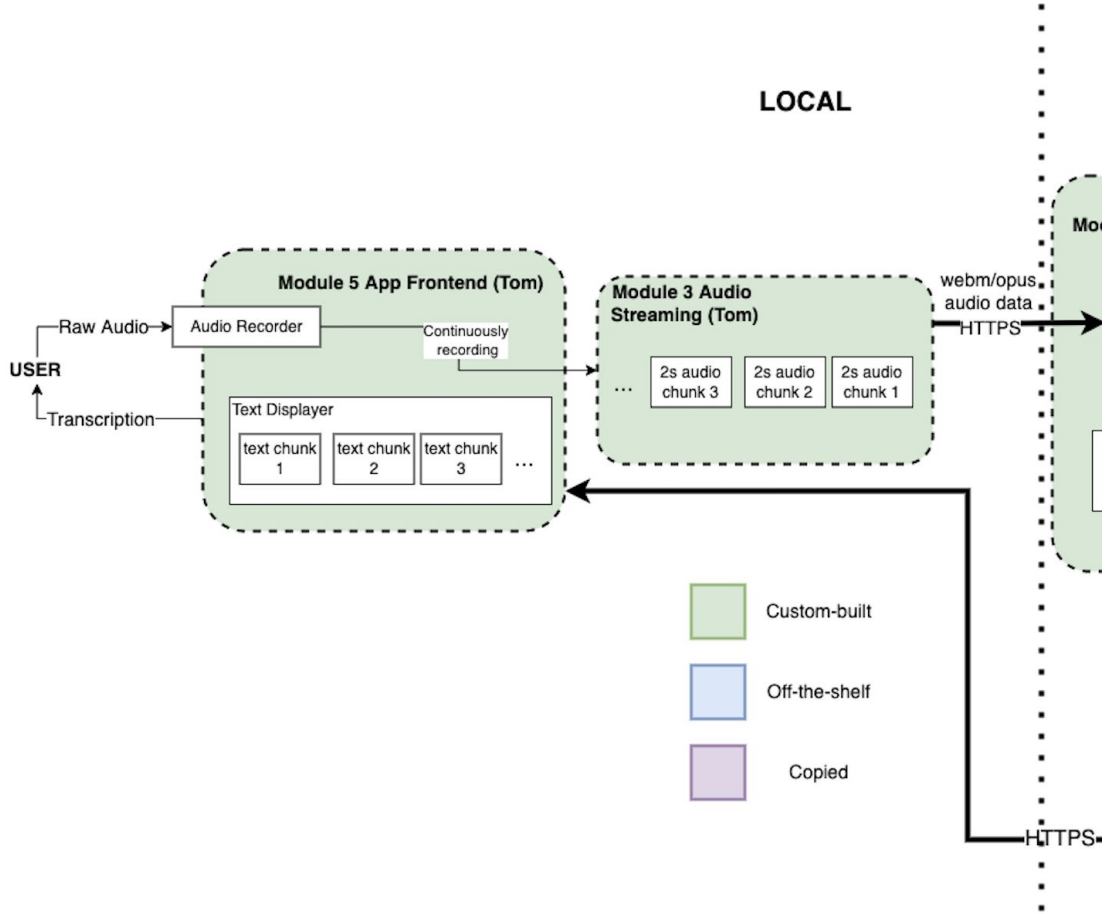 LOCAL
Module 5 App Frontend (Tom)
Raw Audio
Audio Recorder
Continuously
recording
USER
Transcription
Text Displayer
text chunk
1
text chunk
2
text chunk
3
...
Module 3 Audio
Streaming (Tom)
...
2s audio
chunk 3
2s audio
chunk 2
2s audio
chunk 1
webm/opus
audio data
HTTPS
Custom-built
Off-the-shelf
Copied
HTTPS